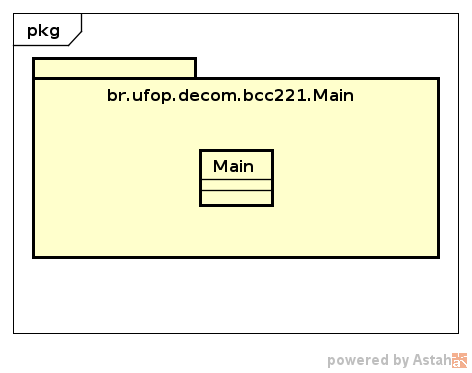 pkg
br.ufop.decom.bcc221.Main
Main
powered by Astah